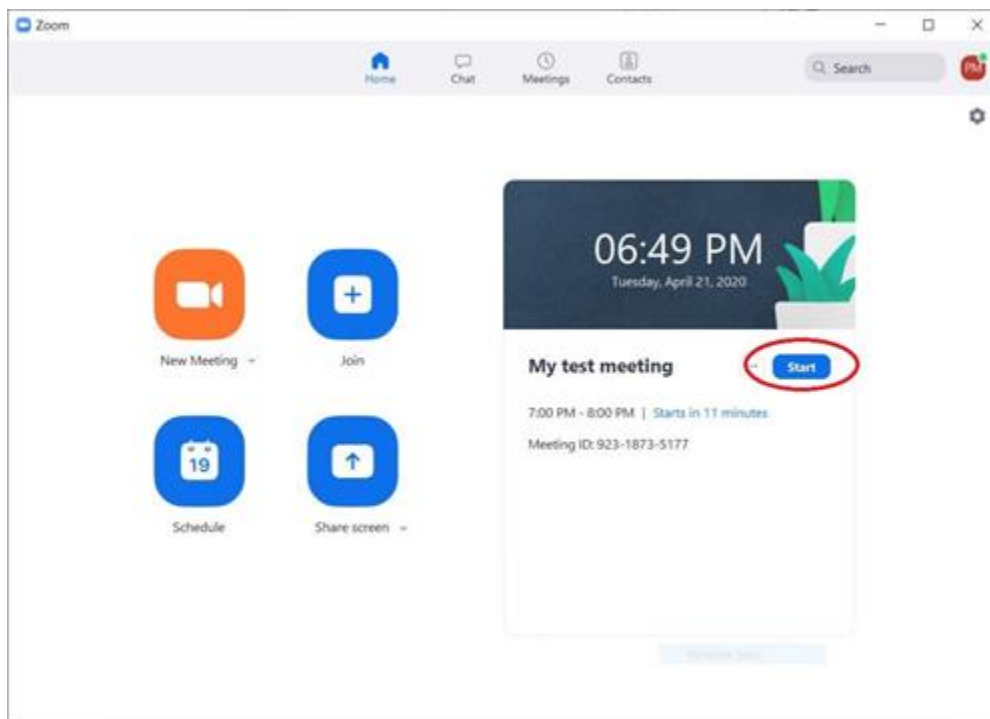 Zoom
Home
Chat
Meetings
Contacts
Search
PM
06:49 PM
Tuesday, April 21, 2020
New Meeting
Join
My test meeting
Start
7:00 PM - 8:00 PM | Starts in 11 minutes
Meeting ID: 923-1873-5177
19
Schedule
Share screen